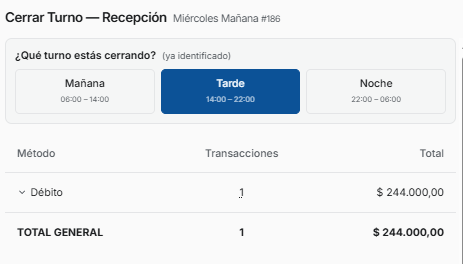 Cerrar Turno — Recepción Miércoles Mañana #186
¿Qué turno estás cerrando? (ya identificado)
Mañana Tarde Noche
06:00 – 14:00 14:00 – 22:00 22:00 – 06:00
Método Transacciones Total
Débito 1 $ 244.000,00
TOTAL GENERAL 1 $ 244.000,00